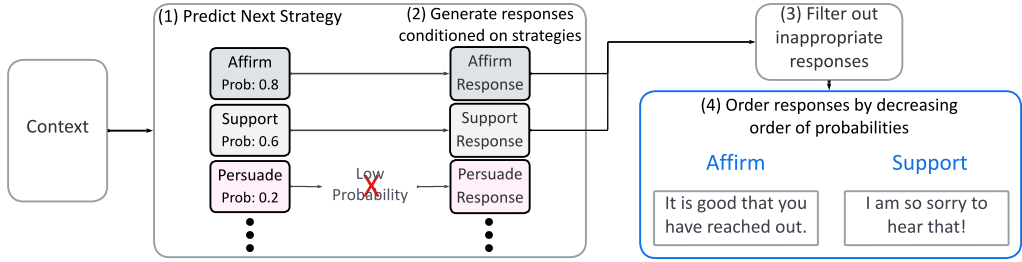 Context
(1) Predict Next Strategy
(2) Generate responses
conditioned on strategies
Affirm
Prob: 0.8
Affirm
Response
Support
Prob: 0.6
Support
Response
Persuade
Prob: 0.2
Low
Probability
X
Persuade
Response
(3) Filter out
inappropriate
responses
(4) Order responses by decreasing
order of probabilities
Affirm
Support
It is good that you
have reached out.
I am so sorry to
hear that!